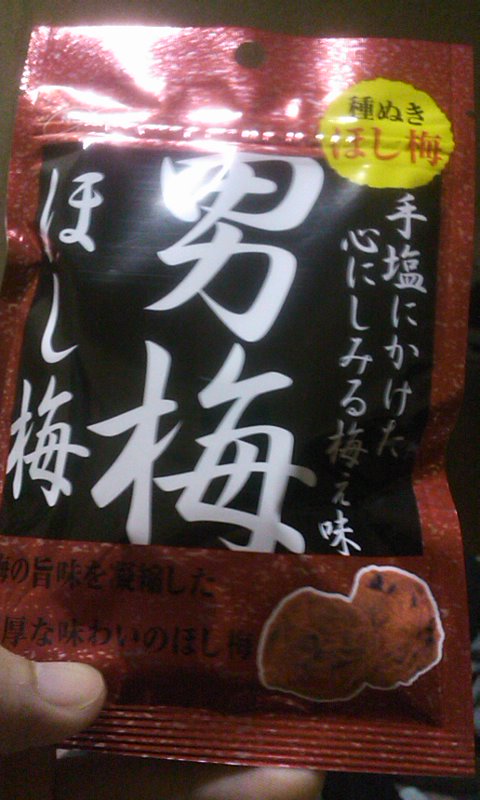 種ぬき
ほし梅
手塩にかけた
心にしみる梅え味
男梅
ほし梅
梅の旨味を凝縮した
厚な味わいのほし梅